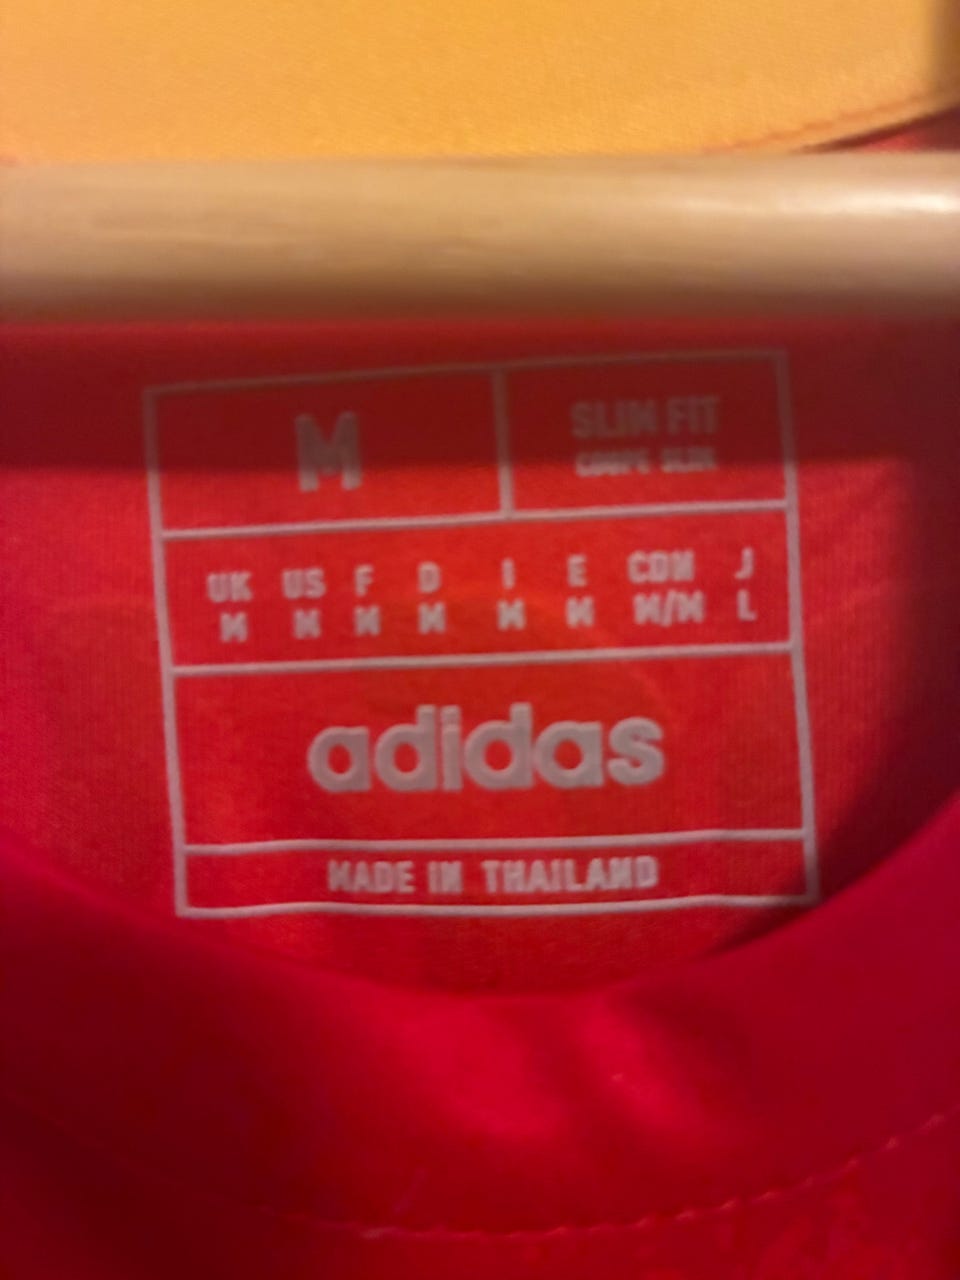 M
SLIM FIT
COUPE SLIM
UK US F D I E CDN J
M M M M M M M/M L
adidas
MADE IN THAILAND